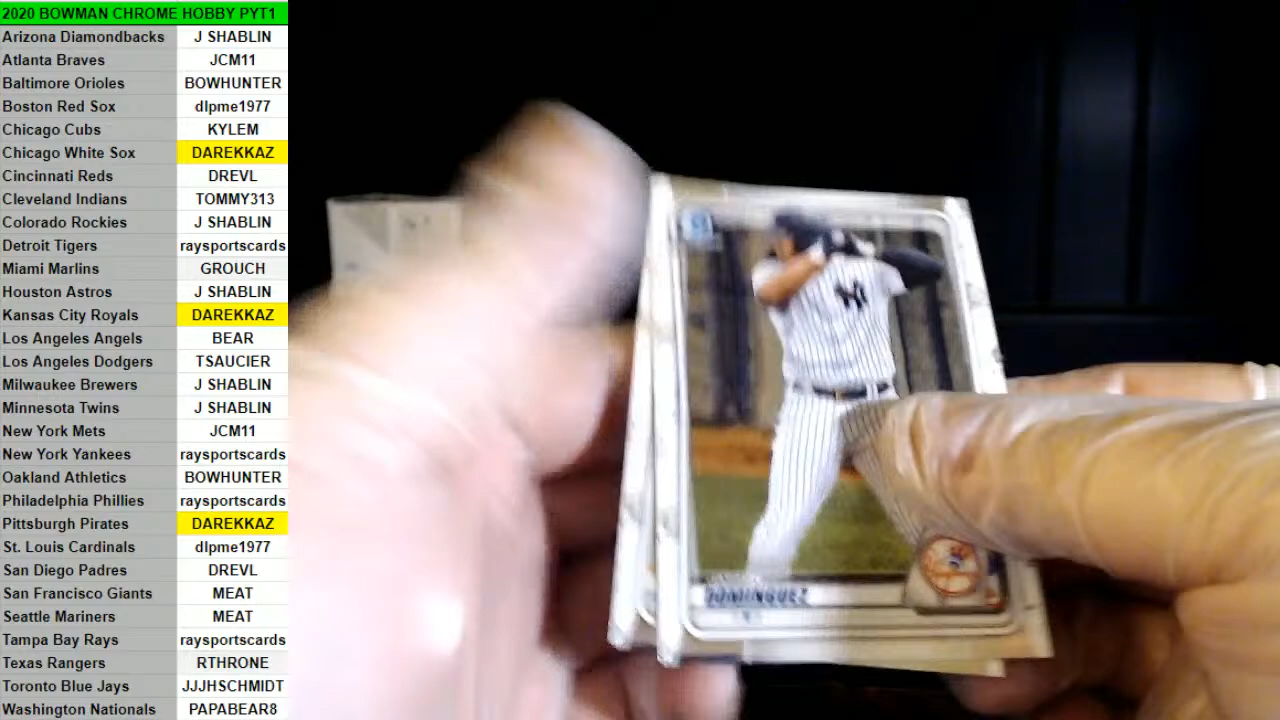 2020 BOWMAN CHROME HOBBY PYT1
Arizona Diamondbacks J SHABLIN
Atlanta Braves JCM11
Baltimore Orioles BOWHUNTER
Boston Red Sox dlpme1977
Chicago Cubs KYLEM
Chicago White Sox DAREKKAZ
Cincinnati Reds DREVL
Cleveland Indians TOMMY313
Colorado Rockies J SHABLIN
Detroit Tigers raysportscards
Miami Marlins GROUCH
Houston Astros J SHABLIN
Kansas City Royals DAREKKAZ
Los Angeles Angels BEAR
Los Angeles Dodgers TSAUCIER
Milwaukee Brewers J SHABLIN
Minnesota Twins J SHABLIN
New York Mets JCM11
New York Yankees raysportscards
Oakland Athletics BOWHUNTER
Philadelphia Phillies raysportscards
Pittsburgh Pirates DAREKKAZ
St. Louis Cardinals dlpme1977
San Diego Padres DREVL
San Francisco Giants MEAT
Seattle Mariners MEAT
Tampa Bay Rays raysportscards
Texas Rangers RTHRONE
Toronto Blue Jays JJJHSCHMIDT
Washington Nationals PAPABEAR8
NY
DOMINGUEZ